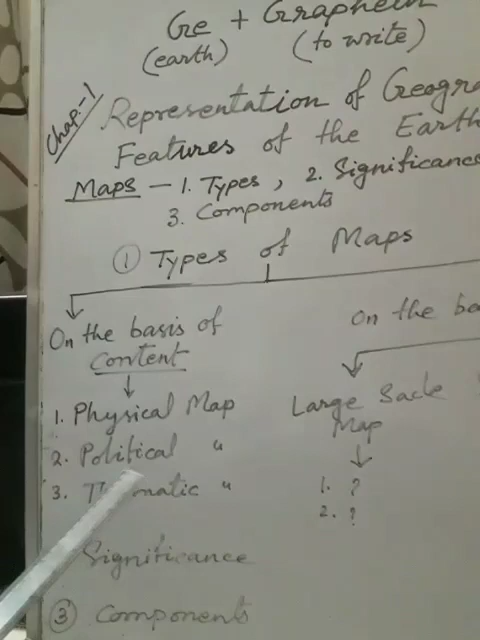 Ge + Graphein
(earth) (to write)
Chap-1
Representation of Geogra
Features of the Earth
Maps - 1. Types, 2. Significance
3. Components
① Types of Maps
On the basis of
Content
1. Physical Map
2. Political "
3. Th matic "
On the ba
Large Sacle
Map
1. ?
2. ?
Significance
③ Components